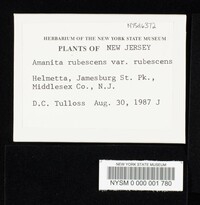 HERBARIUM OF THE NEW YORK STATE MUSEUM
PLANTS OF NEW JERSEY
Amanita rubescens var. rubescens
Helmetta, Jamesburg St. Pk.,
Middlesex Co., N.J.
D.C. Tulloss Aug. 30, 1987 J
NEW YORK STATE MUSEUM
NYSM 0 000 001 780